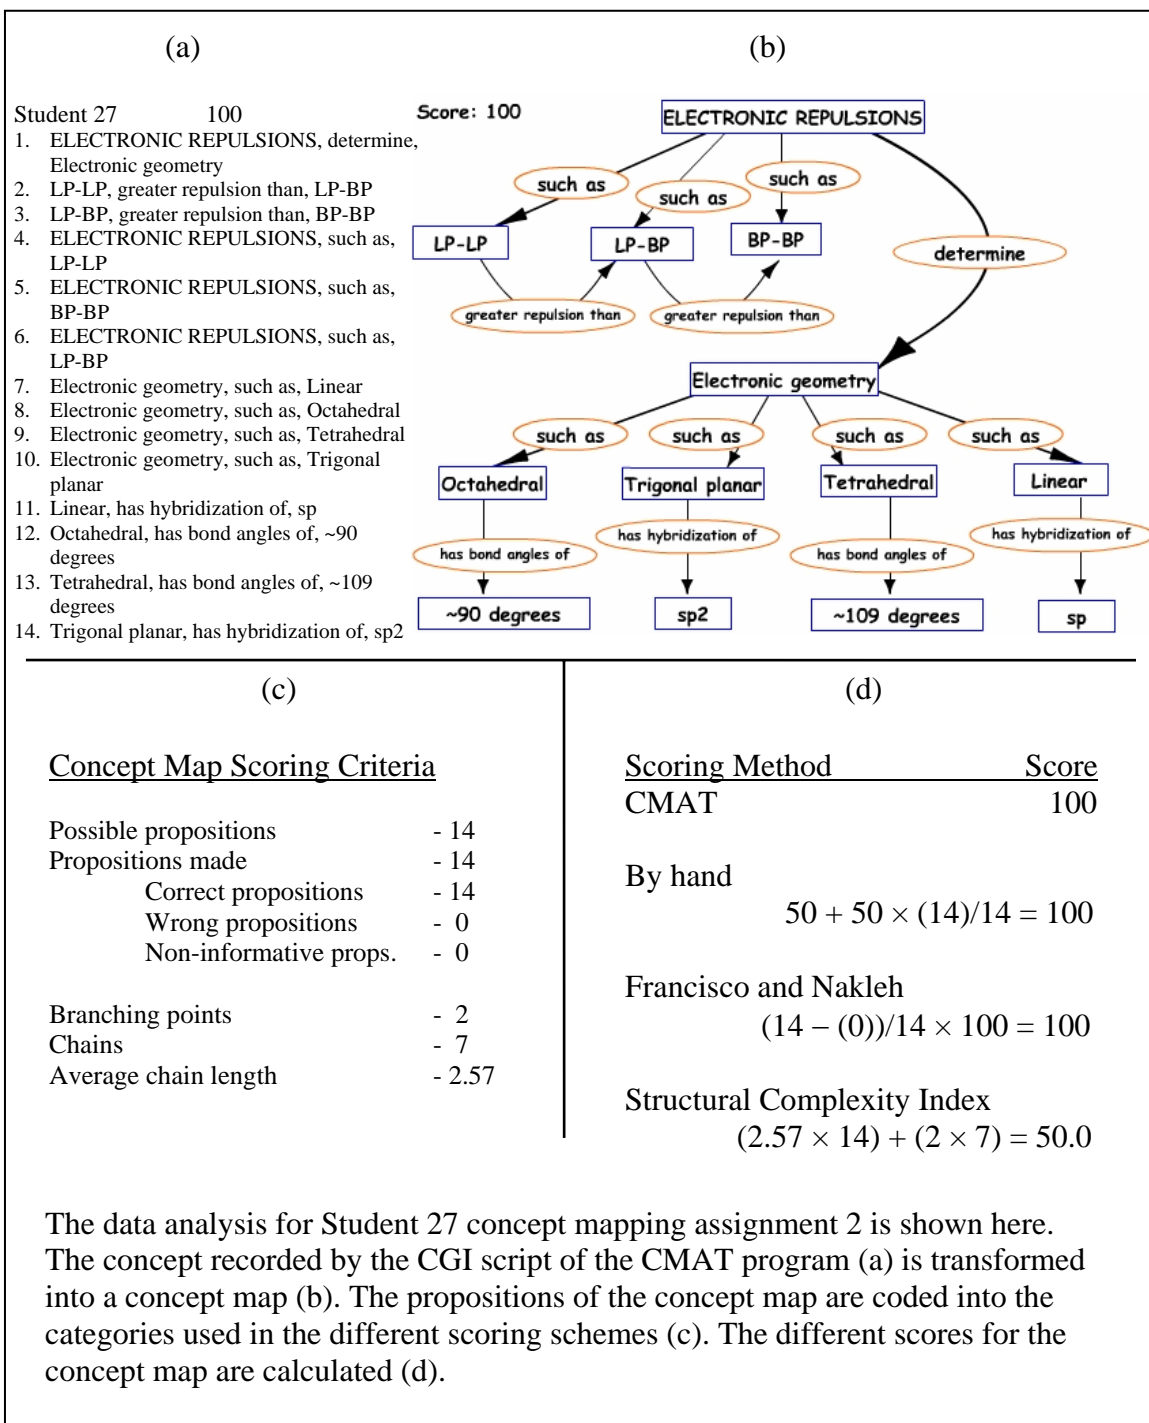 (a)
Student 27 100
1. ELECTRONIC REPULSIONS, determine,
Electronic geometry
2. LP-LP, greater repulsion than, LP-BP
3. LP-BP, greater repulsion than, BP-BP
4. ELECTRONIC REPULSIONS, such as,
LP-LP
5. ELECTRONIC REPULSIONS, such as,
BP-BP
6. ELECTRONIC REPULSIONS, such as,
LP-BP
7. Electronic geometry, such as, Linear
8. Electronic geometry, such as, Octahedral
9. Electronic geometry, such as, Tetrahedral
10. Electronic geometry, such as, Trigonal
planar
11. Linear, has hybridization of, sp
12. Octahedral, has bond angles of, ~90
degrees
13. Tetrahedral, has bond angles of, ~109
degrees
14. Trigonal planar, has hybridization of, sp2
(b)
Score: 100
ELECTRONIC REPULSIONS
such as
such as
such as
LP-LP
LP-BP
BP-BP
determine
greater repulsion than
greater repulsion than
Electronic geometry
such as
such as
such as
such as
Octahedral
Trigonal planar
Tetrahedral
Linear
has bond angles of
has hybridization of
has bond angles of
has hybridization of
~90 degrees
sp2
~109 degrees
sp
(c)
Concept Map Scoring Criteria
Possible propositions - 14
Propositions made - 14
Correct propositions - 14
Wrong propositions - 0
Non-informative props. - 0
Branching points - 2
Chains - 7
Average chain length - 2.57
(d)
Scoring Method Score
CMAT 100
By hand
50 + 50 × (14)/14 = 100
Francisco and Nakleh
(14 – (0))/14 × 100 = 100
Structural Complexity Index
(2.57 × 14) + (2 × 7) = 50.0
The data analysis for Student 27 concept mapping assignment 2 is shown here.
The concept recorded by the CGI script of the CMAT program (a) is transformed
into a concept map (b). The propositions of the concept map are coded into the
categories used in the different scoring schemes (c). The different scores for the
concept map are calculated (d).